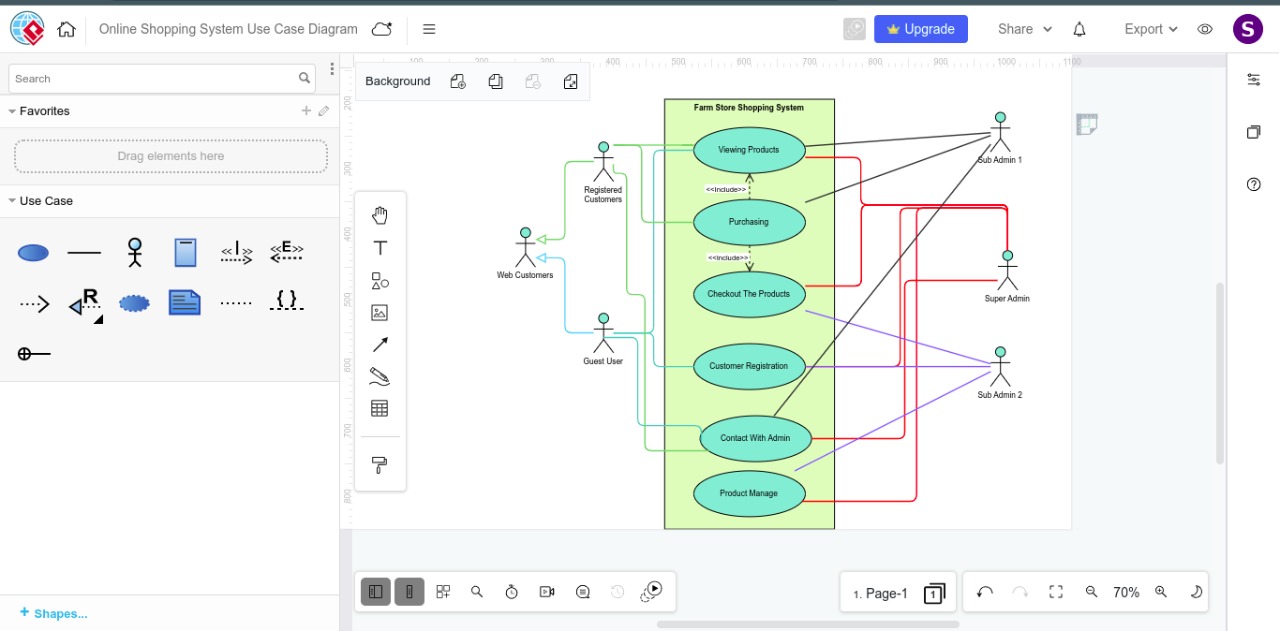 Online Shopping System Use Case Diagram
Upgrade
Share
Export
S
Search
Favorites
Drag elements here
Use Case
<<I>>
<<E>>
R
{ }
+ Shapes...
Background
100 200 300 400 500 600 700 800 900 1000 1100
200
300
400
500
600
700
800
Farm Store Shopping System
Viewing Products
<<Include>>
Purchasing
<<Include>>
Checkout The Products
Customer Registration
Contact With Admin
Product Manage
Registered
Customers
Web Customers
Guest User
Sub Admin 1
Super Admin
Sub Admin 2
1. Page-1
1
70%